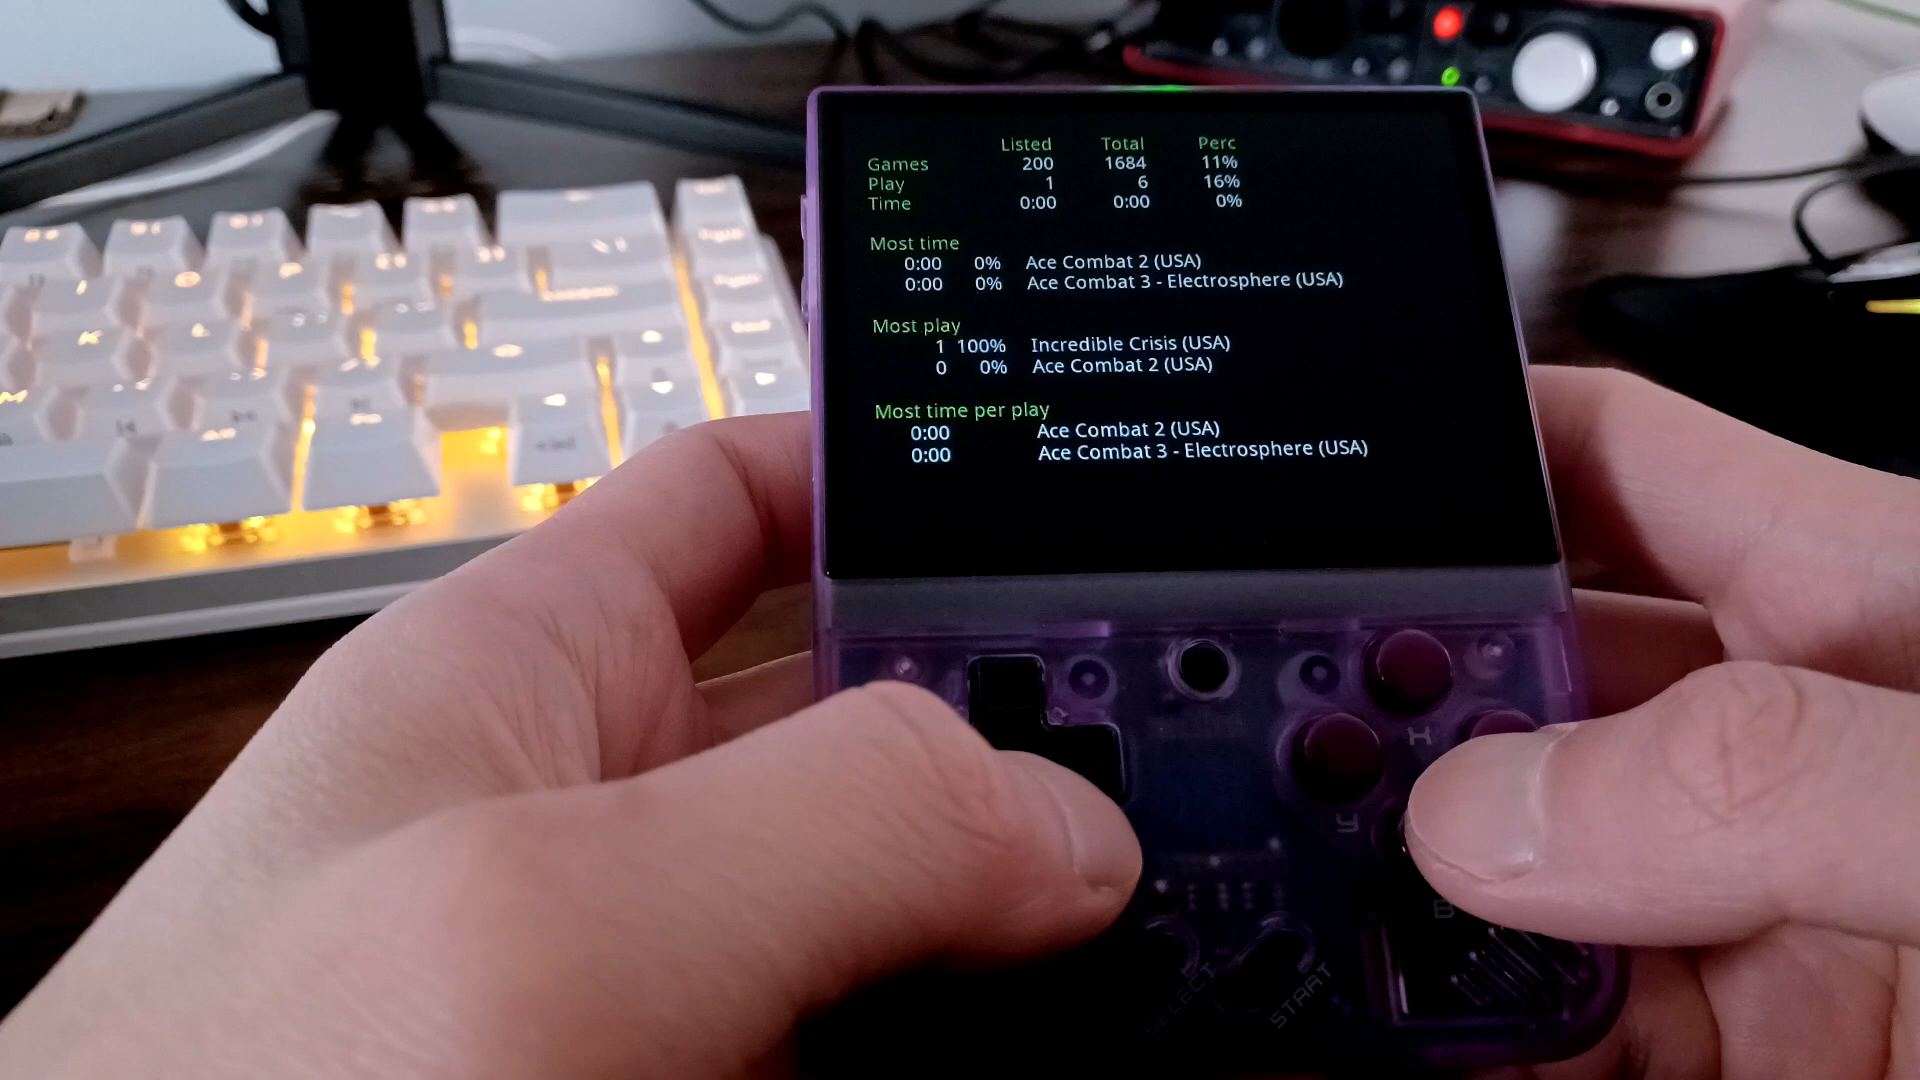 Listed Total Perc
Games 200 1684 11%
Play 1 6 16%
Time 0:00 0:00 0%
Most time
0:00 0% Ace Combat 2 (USA)
0:00 0% Ace Combat 3 - Electrosphere (USA)
Most play
1 100% Incredible Crisis (USA)
0 0% Ace Combat 2 (USA)
Most time per play
0:00 Ace Combat 2 (USA)
0:00 Ace Combat 3 - Electrosphere (USA)
X
Y
B
SELECT
START